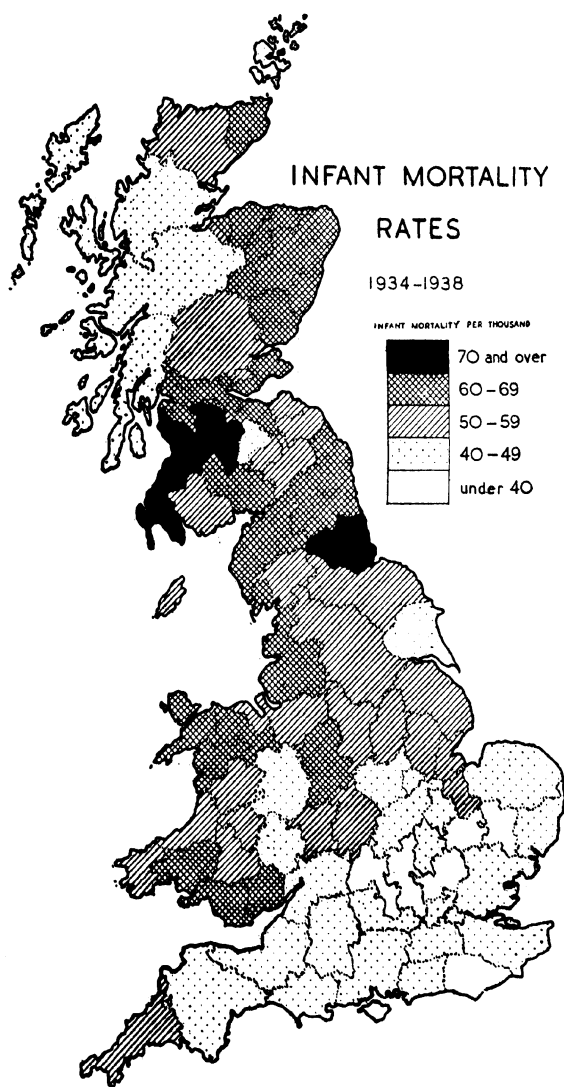 INFANT MORTALITY
RATES
1934-1938
INFANT MORTALITY PER THOUSAND
70 and over
60-69
50-59
40-49
under 40